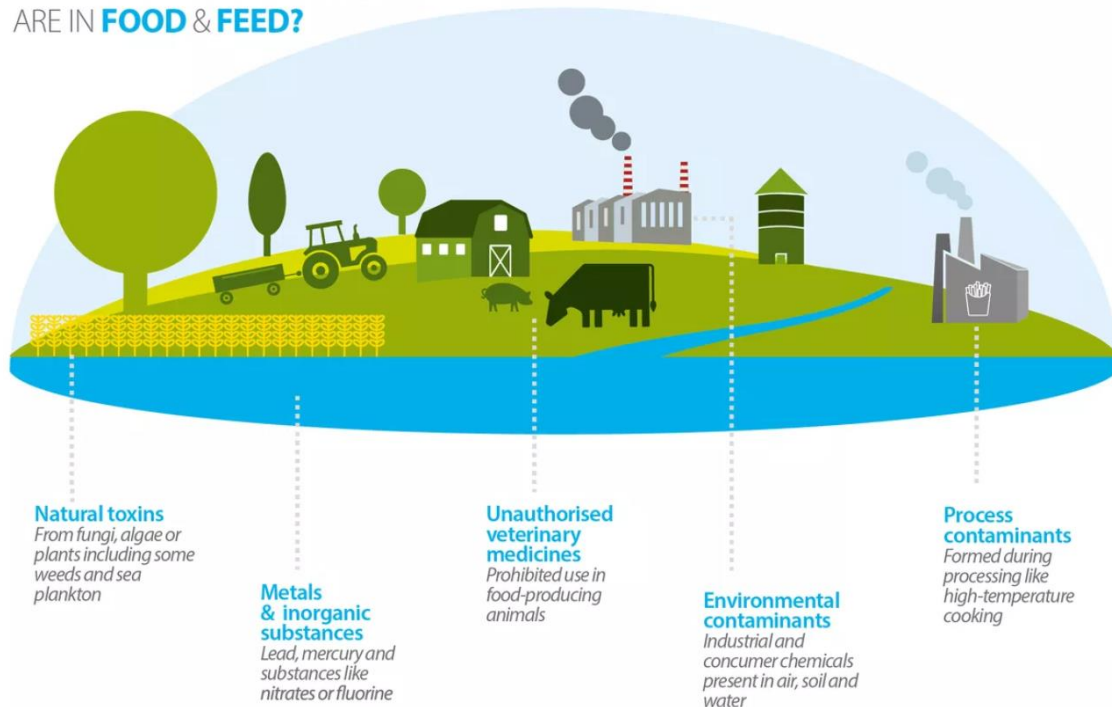 ARE IN FOOD & FEED?
Natural toxins
From fungi, algae or
plants including some
weeds and sea
plankton
Metals
& inorganic
substances
Lead, mercury and
substances like
nitrates or fluorine
Unauthorised
veterinary
medicines
Prohibited use in
food-producing
animals
Environmental
contaminants
Industrial and
concumer chemicals
present in air, soil and
water
Process
contaminants
Formed during
processing like
high-temperature
cooking